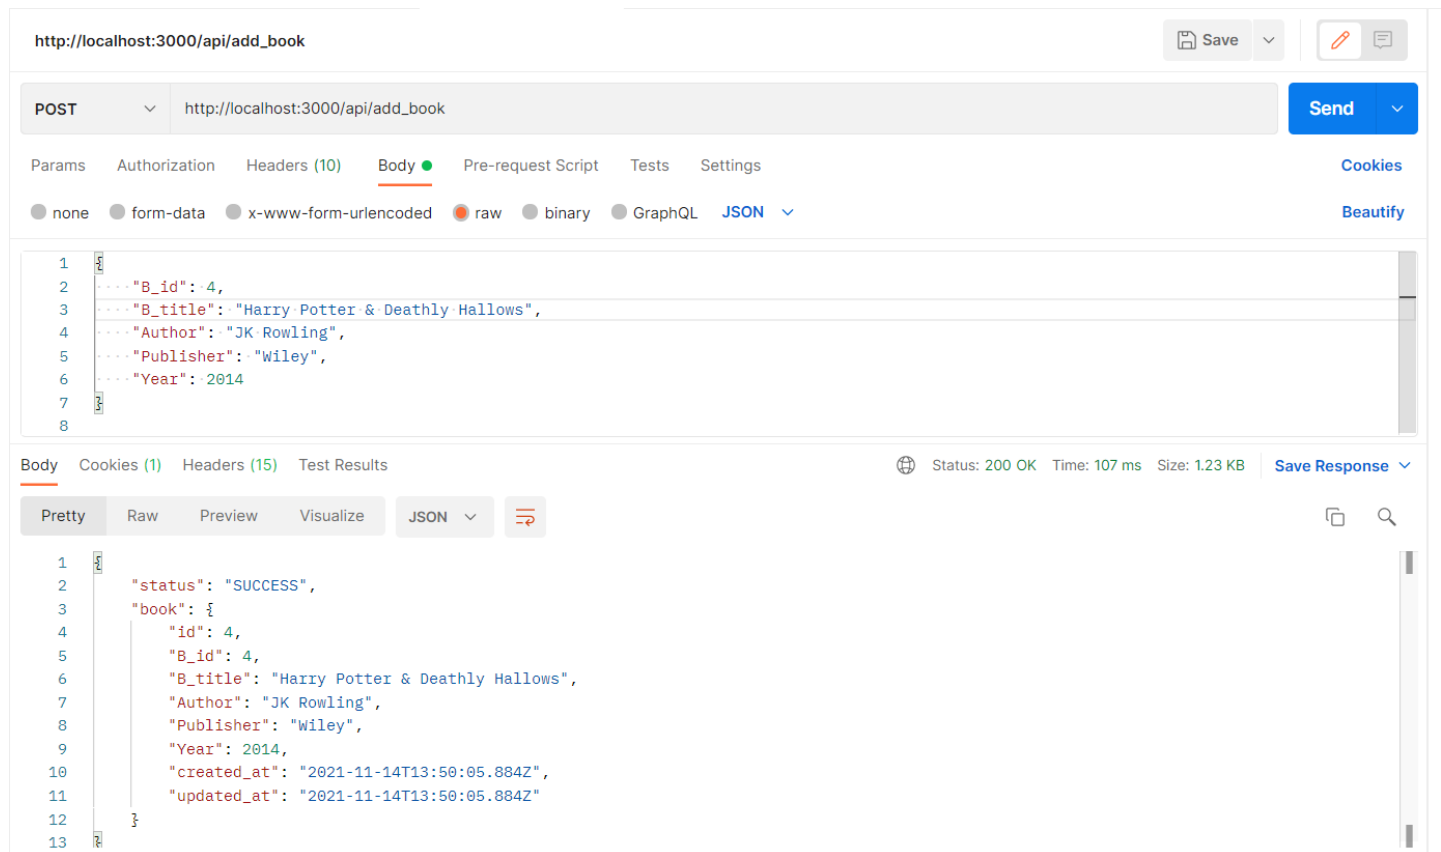 http://localhost:3000/api/add_book Save
POST http://localhost:3000/api/add_book Send
Params Authorization Headers (10) Body Pre-request Script Tests Settings Cookies
none form-data x-www-form-urlencoded raw binary GraphQL JSON Beautify
1 {
2 "B_id": 4,
3 "B_title": "Harry Potter & Deathly Hallows",
4 "Author": "JK Rowling",
5 "Publisher": "Wiley",
6 "Year": 2014
7 }
8
Body Cookies (1) Headers (15) Test Results Status: 200 OK Time: 107 ms Size: 1.23 KB Save Response
Pretty Raw Preview Visualize JSON
1 {
2 "status": "SUCCESS",
3 "book": {
4 "id": 4,
5 "B_id": 4,
6 "B_title": "Harry Potter & Deathly Hallows",
7 "Author": "JK Rowling",
8 "Publisher": "Wiley",
9 "Year": 2014,
10 "created_at": "2021-11-14T13:50:05.884Z",
11 "updated_at": "2021-11-14T13:50:05.884Z"
12 }
13 }